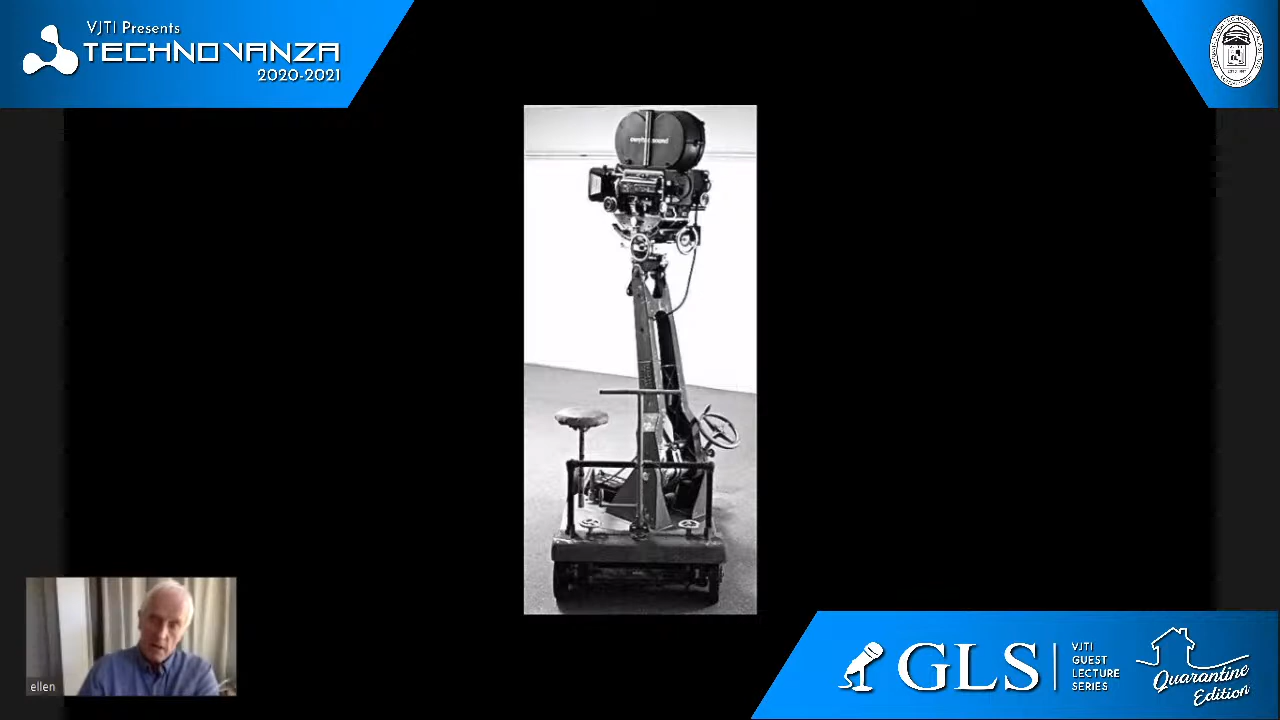 VJTI Presents
TECHNOVANZA
2020-2021
ellen
GLS
VJTI
GUEST
LECTURE
SERIES
Quarantine
Edition